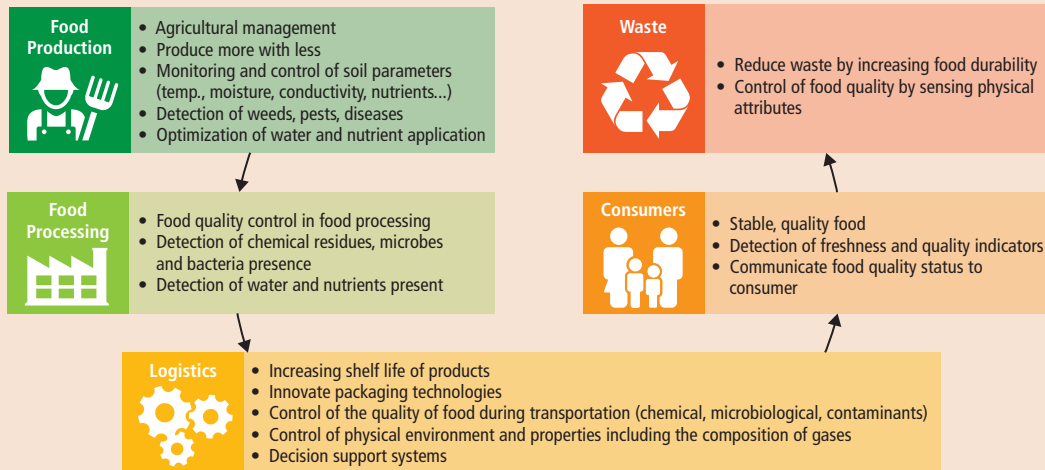 Food
Production
• Agricultural management
• Produce more with less
• Monitoring and control of soil parameters
(temp., moisture, conductivity, nutrients...)
• Detection of weeds, pests, diseases
• Optimization of water and nutrient application
Food
Processing
• Food quality control in food processing
• Detection of chemical residues, microbes
and bacteria presence
• Detection of water and nutrients present
Logistics
• Increasing shelf life of products
• Innovate packaging technologies
• Control of the quality of food during transportation (chemical, microbiological, contaminants)
• Control of physical environment and properties including the composition of gases
• Decision support systems
Consumers
• Stable, quality food
• Detection of freshness and quality indicators
• Communicate food quality status to
consumer
Waste
• Reduce waste by increasing food durability
• Control of food quality by sensing physical
attributes